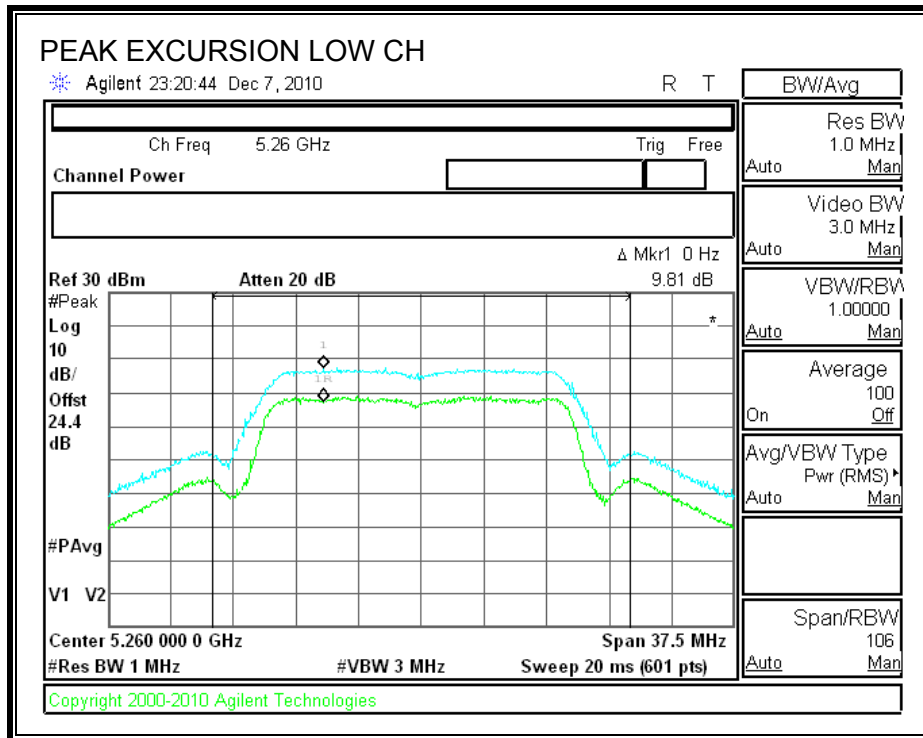 PEAK EXCURSION LOW CH
Agilent 23:20:44 Dec 7, 2010 R T
BW/Avg
Ch Freq 5.26 GHz Trig Free
Channel Power
Res BW
1.0 MHz
Auto Man
Video BW
3.0 MHz
Auto Man
Δ Mkr1 0 Hz
Ref 30 dBm Atten 20 dB 9.81 dB
VBW/RBW
1.00000
Auto Man
#Peak
Log
10
dB/
Offst
24.4
dB
*
1
1R
Average
100
On Off
Avg/VBW Type
Pwr (RMS)
Auto Man
#PAvg
V1 V2
Center 5.260 000 0 GHz Span 37.5 MHz
#Res BW 1 MHz #VBW 3 MHz Sweep 20 ms (601 pts)
Span/RBW
106
Auto Man
Copyright 2000-2010 Agilent Technologies